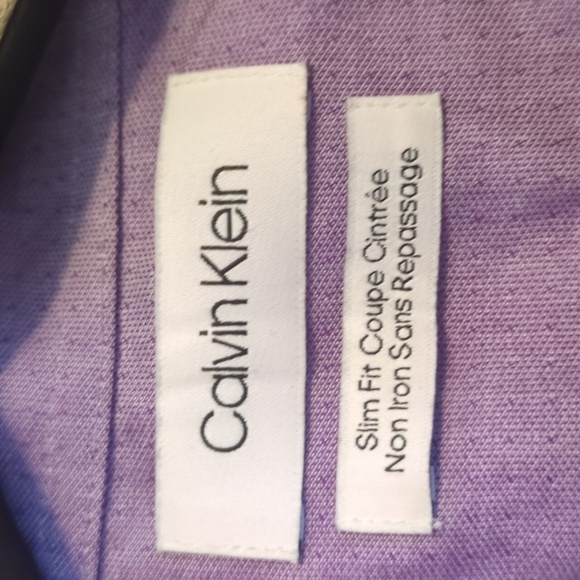 Calvin Klein
Slim Fit Coupe Cintrée
Non Iron Sans Repassage